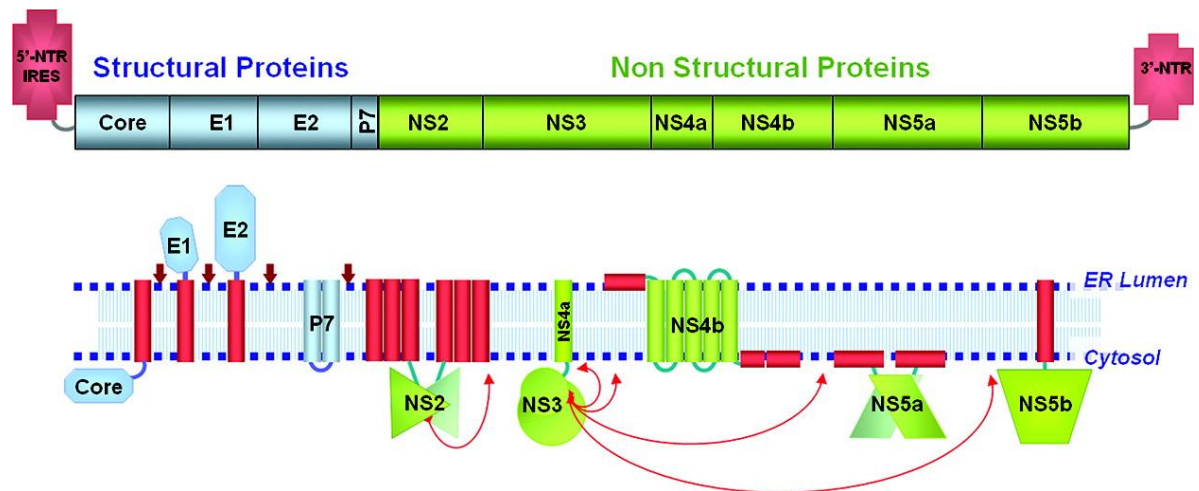 5'-NTR
IRES
Structural Proteins
Non Structural Proteins
3'-NTR
Core
E1
E2
P7
NS2
NS3
NS4a
NS4b
NS5a
NS5b
E1
E2
ER Lumen
P7
NS4a
NS4b
Cytosol
Core
NS2
NS3
NS5a
NS5b